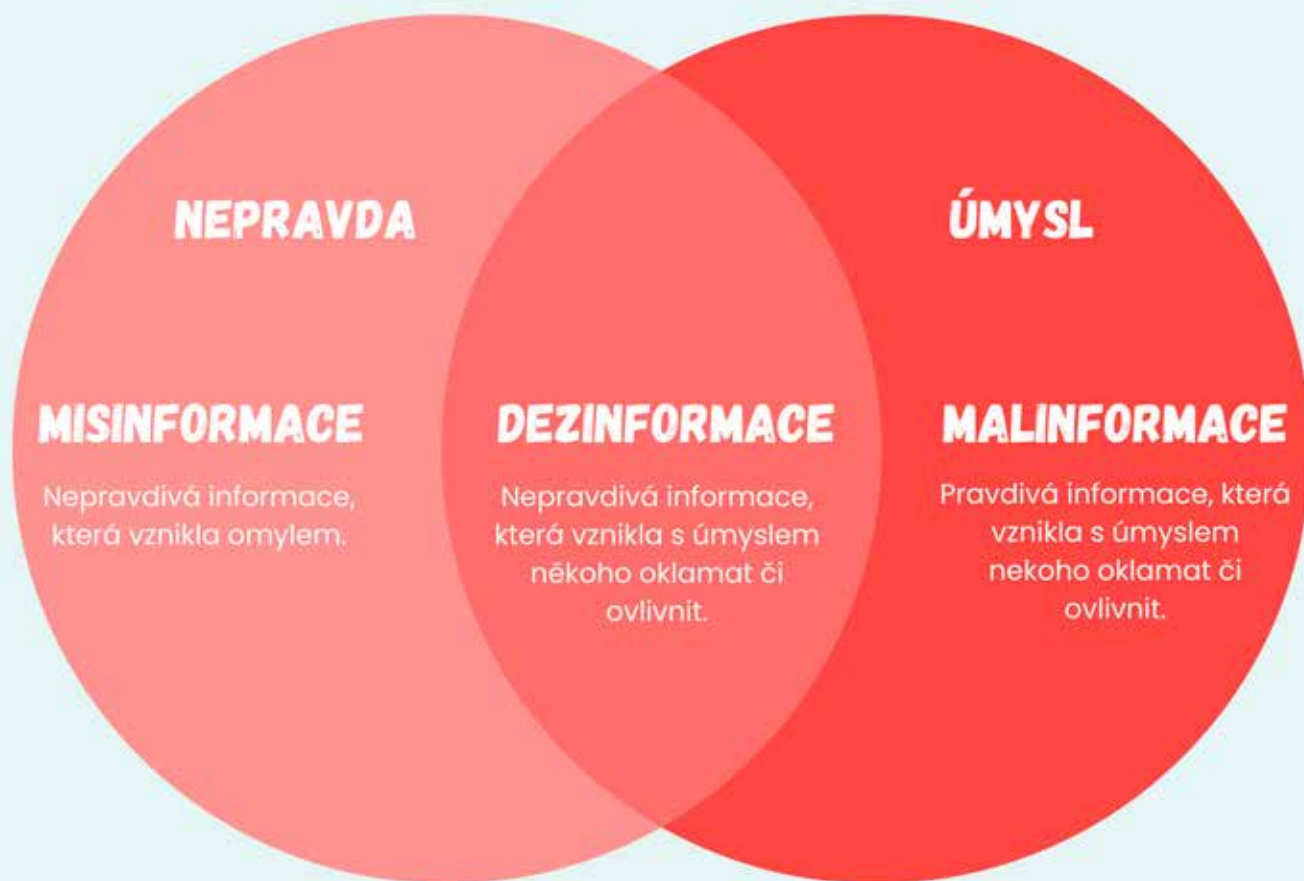 NEPRAVDA
ÚMYSL
MISINFORMACE
Nepravdivá informace,
která vznikla omylem.
DEZINFORMACE
Nepravdivá informace,
která vznikla s úmyslem
někoho oklamat či
ovlivnit.
MALINFORMACE
Pravdivá informace, která
vznikla s úmyslem
nekoho oklamat či
ovlivnit.